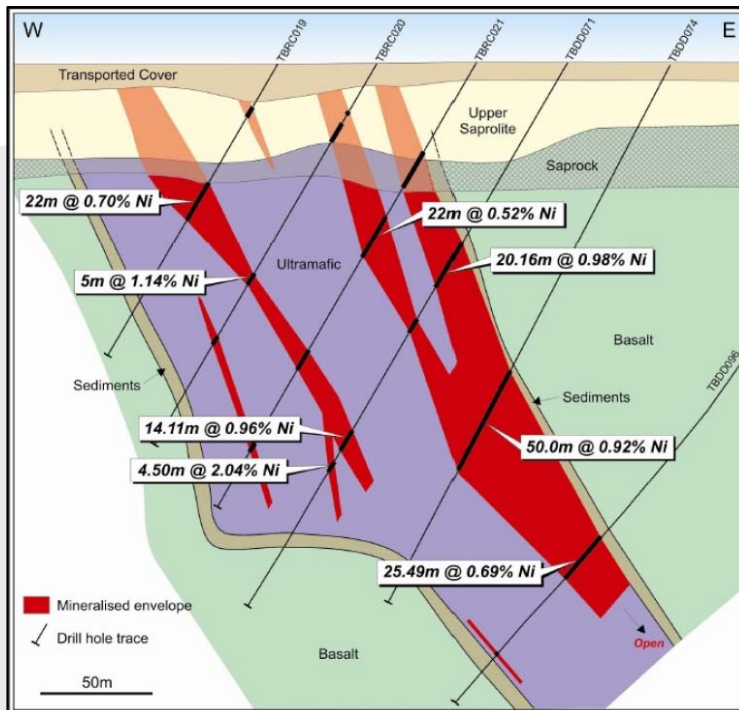 W
E
TBRC019
TBRC020
TBRC021
TBDD071
TBDD074
Transported Cover
Upper
Saprolite
Saprock
22m @ 0.70% Ni
22m @ 0.52% Ni
5m @ 1.14% Ni
Ultramafic
20.16m @ 0.98% Ni
Basalt
TBDD096
Sediments
Sediments
14.11m @ 0.96% Ni
50.0m @ 0.92% Ni
4.50m @ 2.04% Ni
25.49m @ 0.69% Ni
Mineralised envelope
Drill hole trace
Open
Basalt
50m